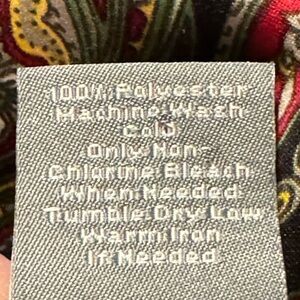 100% Polyester
Machine Wash
Cold
Only Non-
Chlorine Bleach
When Needed
Tumble Dry Low
Warm Iron
If Needed